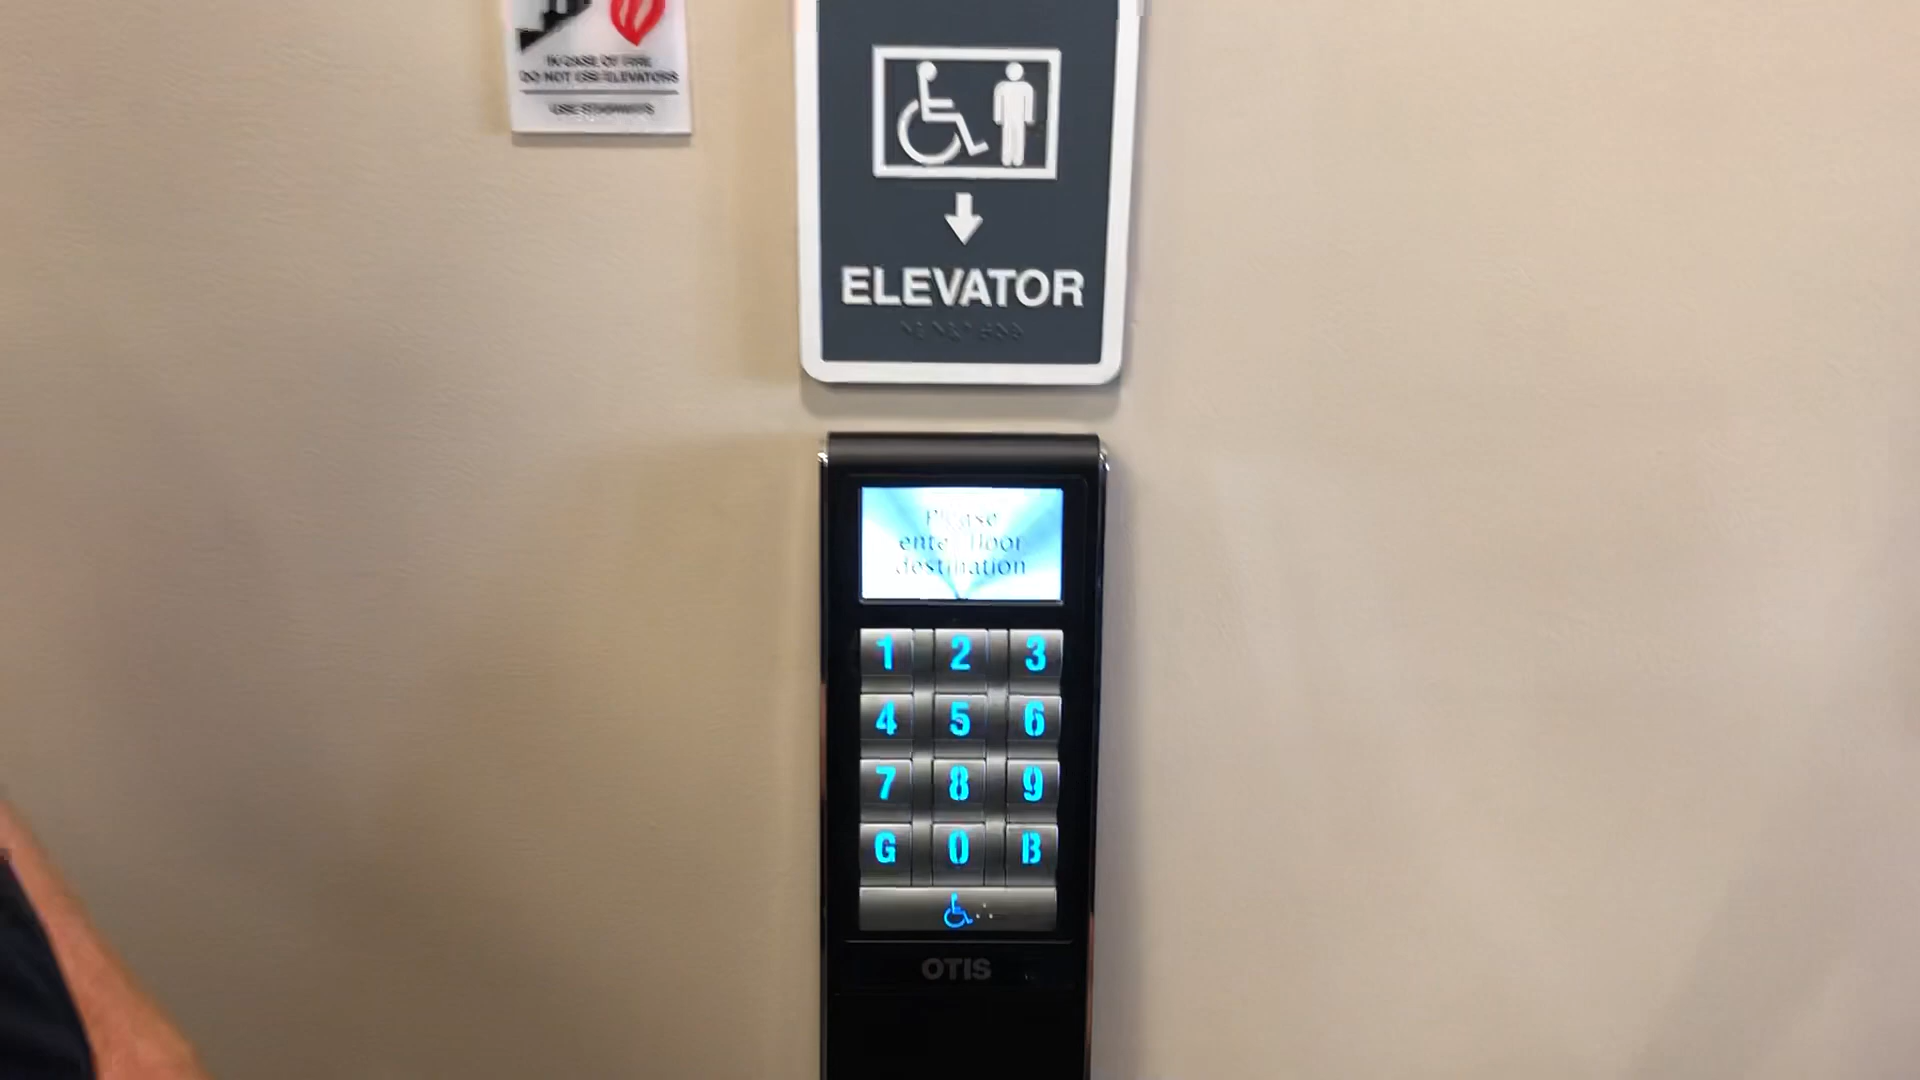 IN CASE OF FIRE
DO NOT USE ELEVATORS
USE STAIRWAYS
ELEVATOR
Please
enter floor
destination
1 2 3
4 5 6
7 8 9
G 0 B
OTIS